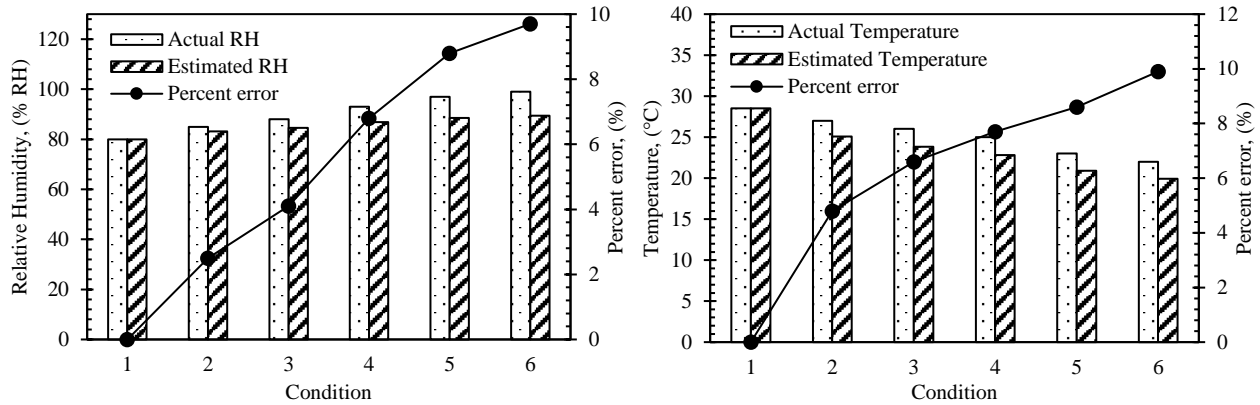 Actual RH
Estimated RH
Percent error
Relative Humidity, (% RH)
0
20
40
60
80
100
120
0
2
4
6
8
10
Percent error, (%)
1 2 3 4 5 6
Condition
Actual Temperature
Estimated Temperature
Percent error
Temperature, (°C)
0
5
10
15
20
25
30
35
40
0
2
4
6
8
10
12
Percent error, (%)
1 2 3 4 5 6
Condition